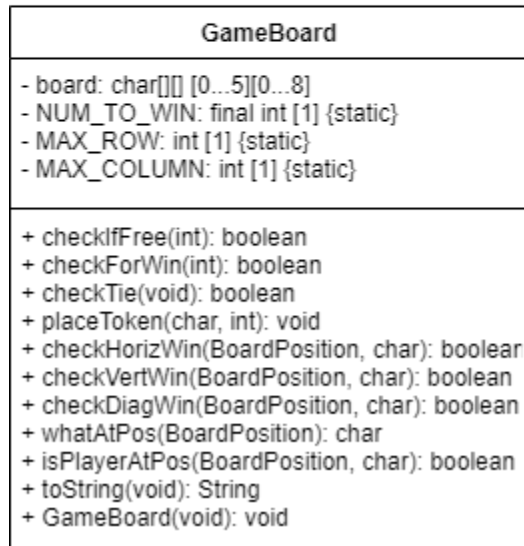 GameBoard
- board: char[][] [0...5][0...8]
- NUM_TO_WIN: final int [1] {static}
- MAX_ROW: int [1] {static}
- MAX_COLUMN: int [1] {static}
+ checkIfFree(int): boolean
+ checkForWin(int): boolean
+ checkTie(void): boolean
+ placeToken(char, int): void
+ checkHorizWin(BoardPosition, char): boolean
+ checkVertWin(BoardPosition, char): boolean
+ checkDiagWin(BoardPosition, char): boolean
+ whatAtPos(BoardPosition): char
+ isPlayerAtPos(BoardPosition, char): boolean
+ toString(void): String
+ GameBoard(void): void